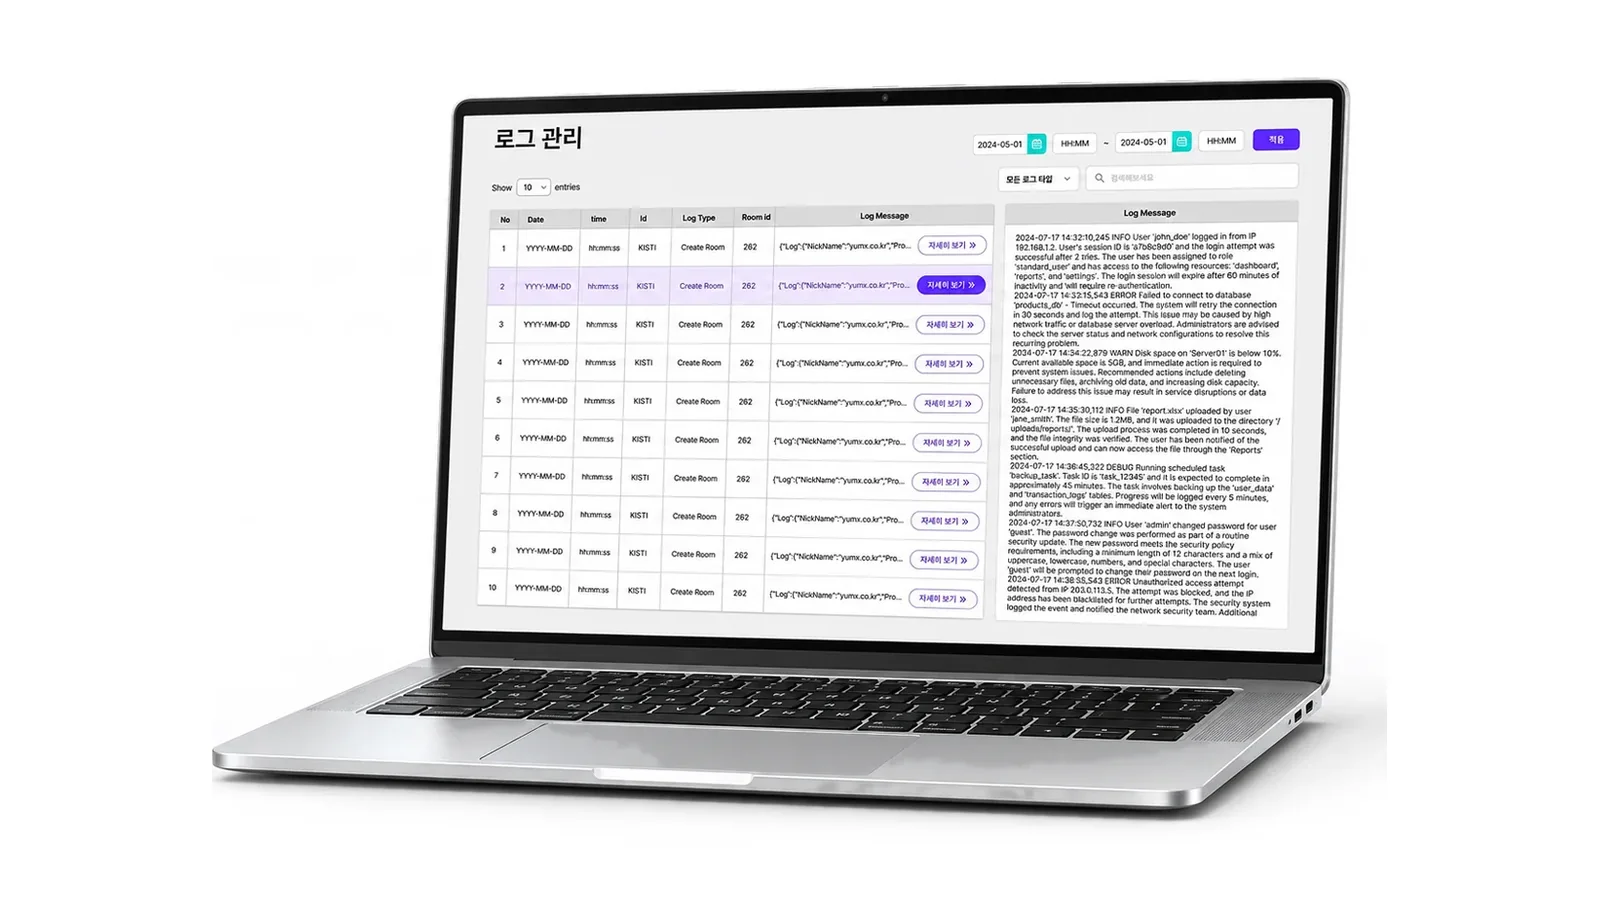 로그 관리
2024-05-01 HH:MM ~ 2024-05-01 HH:MM 적용
Show 10 entries
모든 로그 타입 검색해보세요
No Date time Id Log Type Room id Log Message
1 YYYY-MM-DD hh:mm:ss KISTI Create Room 262 {"Log":{"NickName":"yumx.co.kr","Pro... 자세히 보기 »
2 YYYY-MM-DD hh:mm:ss KISTI Create Room 262 {"Log":{"NickName":"yumx.co.kr","Pro... 자세히 보기 »
3 YYYY-MM-DD hh:mm:ss KISTI Create Room 262 {"Log":{"NickName":"yumx.co.kr","Pro... 자세히 보기 »
4 YYYY-MM-DD hh:mm:ss KISTI Create Room 262 {"Log":{"NickName":"yumx.co.kr","Pro... 자세히 보기 »
5 YYYY-MM-DD hh:mm:ss KISTI Create Room 262 {"Log":{"NickName":"yumx.co.kr","Pro... 자세히 보기 »
6 YYYY-MM-DD hh:mm:ss KISTI Create Room 262 {"Log":{"NickName":"yumx.co.kr","Pro... 자세히 보기 »
7 YYYY-MM-DD hh:mm:ss KISTI Create Room 262 {"Log":{"NickName":"yumx.co.kr","Pro... 자세히 보기 »
8 YYYY-MM-DD hh:mm:ss KISTI Create Room 262 {"Log":{"NickName":"yumx.co.kr","Pro... 자세히 보기 »
9 YYYY-MM-DD hh:mm:ss KISTI Create Room 262 {"Log":{"NickName":"yumx.co.kr","Pro... 자세히 보기 »
10 YYYY-MM-DD hh:mm:ss KISTI Create Room 262 {"Log":{"NickName":"yumx.co.kr","Pro... 자세히 보기 »
Log Message
2024-07-17 14:32:10,245 INFO User 'john_doe' logged in from IP
192.168.1.2. User's session ID is 'a7b8c9d0' and the login attempt was
successful after 2 tries. The user has been assigned to role
'standard_user' and has access to the following resources: 'dashboard',
'reports', and 'settings'. The login session will expire after 60 minutes of
inactivity and will require re-authentication.
2024-07-17 14:32:15,543 ERROR Failed to connect to database
'products_db' - Timeout occurred. The system will retry the connection
in 30 seconds and log the attempt. This issue may be caused by high
network traffic or database server overload. Administrators are advised
to check the server status and network configurations to resolve this
recurring problem.
2024-07-17 14:34:22,879 WARN Disk space on 'Server01' is below 10%.
Current available space is 5GB, and immediate action is required to
prevent system issues. Recommended actions include deleting
unnecessary files, archiving old data, and increasing disk capacity.
Failure to address this issue may result in service disruptions or data
loss.
2024-07-17 14:35:30,112 INFO File 'report.xlsx' uploaded by user
'jane_smith'. The file size is 1.2MB, and it was uploaded to the directory '/
uploads/reports/'. The upload process was completed in 10 seconds,
and the file integrity was verified. The user has been notified of the
successful upload and can now access the file through the 'Reports'
section.
2024-07-17 14:36:45,322 DEBUG Running scheduled task
'backup_task'. Task ID is 'task_12345' and it is expected to complete in
approximately 45 minutes. The task involves backing up the 'user_data'
and 'transaction_logs' tables. Progress will be logged every 5 minutes,
and any errors will trigger an immediate alert to the system
administrators.
2024-07-17 14:37:50,732 INFO User 'admin' changed password for user
'guest'. The password change was performed as part of a routine
security update. The new password meets the security policy
requirements, including a minimum length of 12 characters and a mix of
uppercase, lowercase, numbers, and special characters. The user
'guest' will be prompted to change their password on the next login.
2024-07-17 14:38:55,543 ERROR Unauthorized access attempt
detected from IP 203.0.113.5. The attempt was blocked, and the IP
address has been blacklisted for further attempts. The security system
logged the event and notified the network security team. Additional